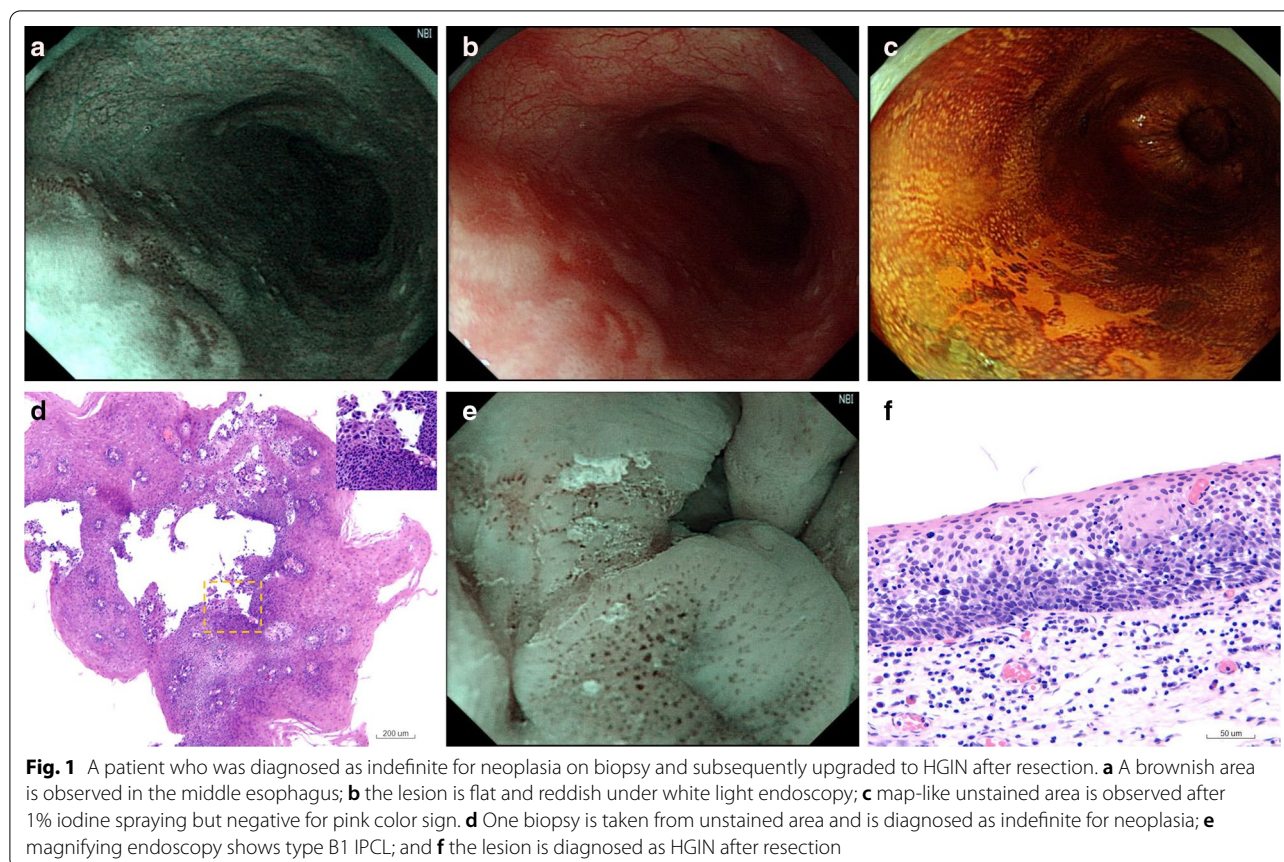 a
NBI
b
c
d
200 um
e
NBI
f
50 um
Fig. 1 A patient who was diagnosed as indefinite for neoplasia on biopsy and subsequently upgraded to HGIN after resection. a A brownish area
is observed in the middle esophagus; b the lesion is flat and reddish under white light endoscopy; c map-like unstained area is observed after
1% iodine spraying but negative for pink color sign. d One biopsy is taken from unstained area and is diagnosed as indefinite for neoplasia; e
magnifying endoscopy shows type B1 IPCL; and f the lesion is diagnosed as HGIN after resection